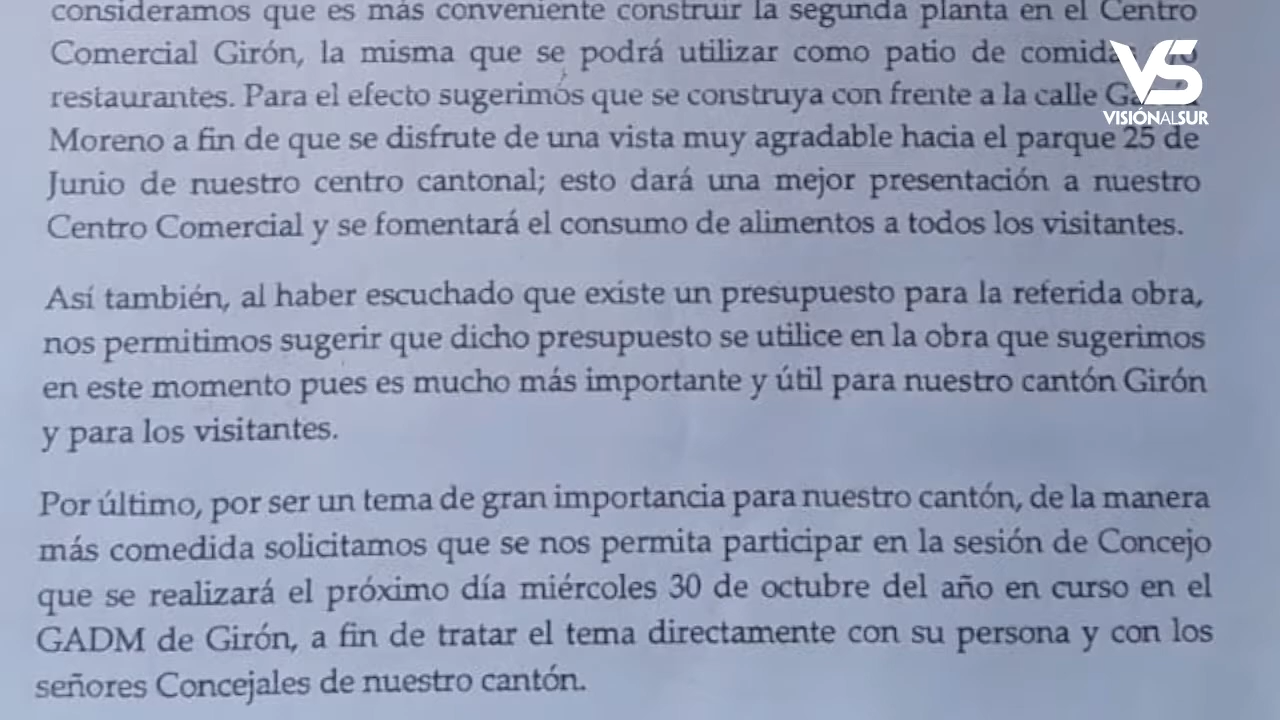 consideramos que es más conveniente construir la segunda planta en el Centro
Comercial Girón, la misma que se podrá utilizar como patio de comidas
restaurantes. Para el efecto sugerimos que se construya con frente a la calle
Moreno a fin de que se disfrute de una vista muy agradable hacia el parque 25 de
Junio de nuestro centro cantonal; esto dará una mejor presentación a nuestro
Centro Comercial y se fomentará el consumo de alimentos a todos los visitantes.
Así también, al haber escuchado que existe un presupuesto para la referida obra,
nos permitimos sugerir que dicho presupuesto se utilice en la obra que sugerimos
en este momento pues es mucho más importante y útil para nuestro cantón Girón
y para los visitantes.
Por último, por ser un tema de gran importancia para nuestro cantón, de la manera
más comedida solicitamos que se nos permita participar en la sesión de Concejo
que se realizará el próximo día miércoles 30 de octubre del año en curso en el
GADM de Girón, a fin de tratar el tema directamente con su persona y con los
señores Concejales de nuestro cantón.
VS
VISIÓNALSUR